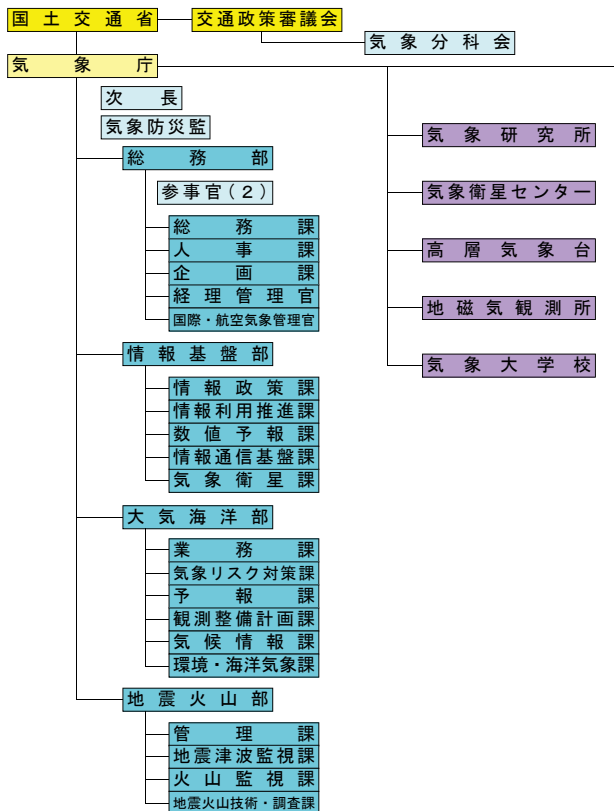 国土交通省
交通政策審議会
気象分科会
気象庁
次長
気象防災監
総務部
参事官(2)
総務課
人事課
企画課
経理管理官
国際・航空気象管理官
情報基盤部
情報政策課
情報利用推進課
数値予報課
情報通信基盤課
気象衛星課
大気海洋部
業務課
気象リスク対策課
予報課
観測整備計画課
気候情報課
環境・海洋気象課
地震火山部
管理課
地震津波監視課
火山監視課
地震火山技術・調査課
気象研究所
気象衛星センター
高層気象台
地磁気観測所
気象大学校